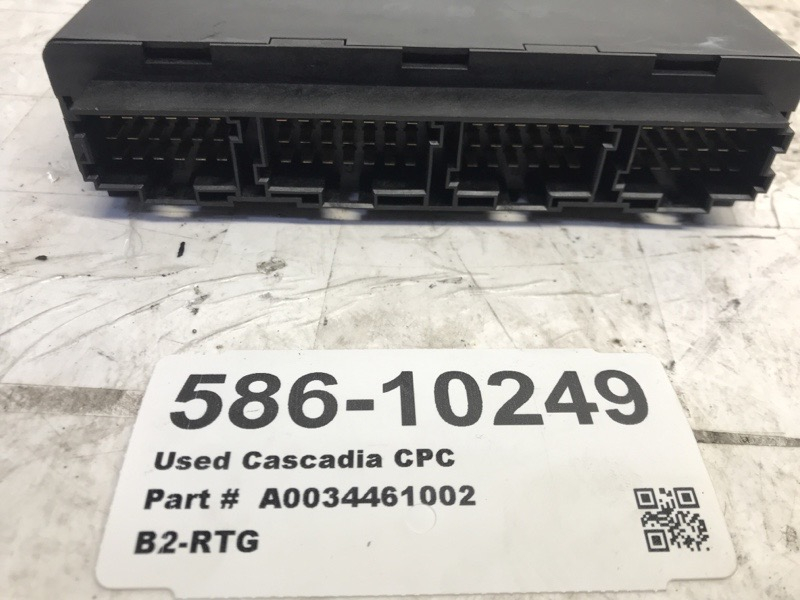 586-10249
Used Cascadia CPC
Part # A0034461002
B2-RTG